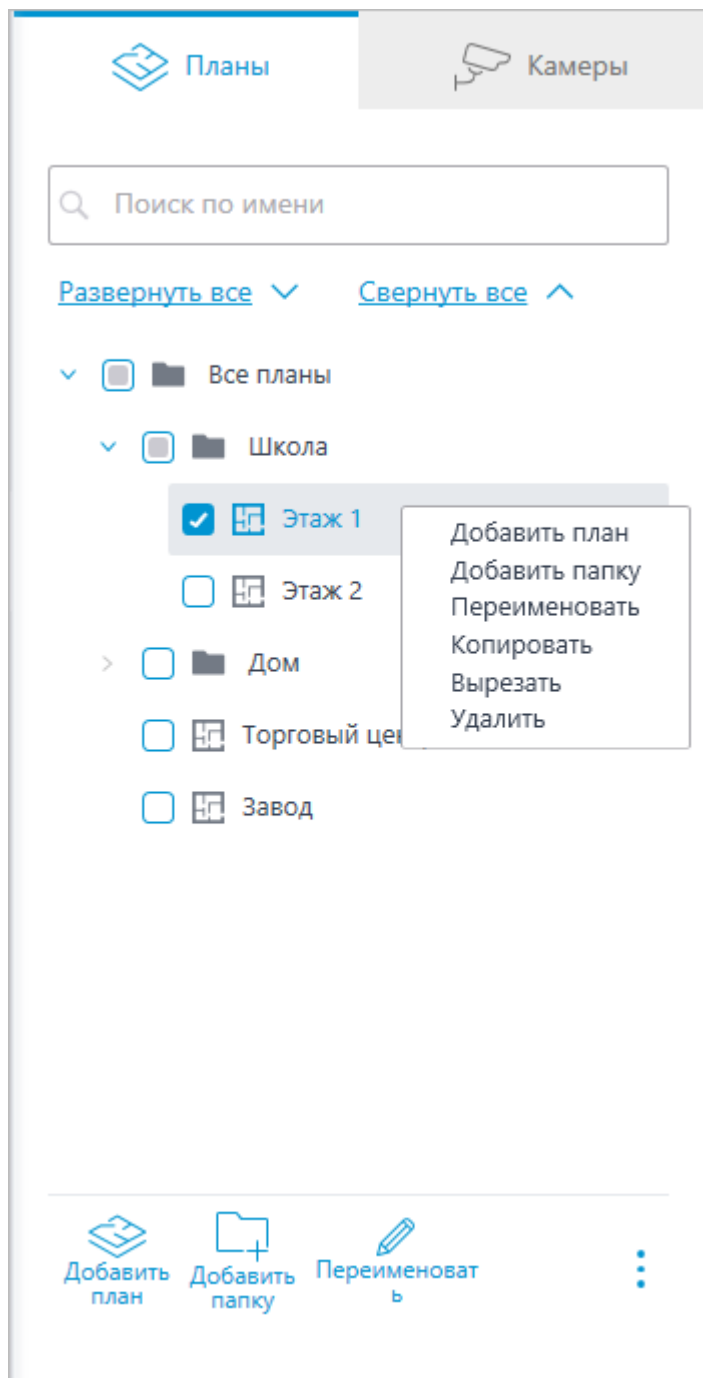 Планы
Камеры
Поиск по имени
Развернуть все
Свернуть все
Все планы
Школа
Этаж 1
Добавить план
Добавить папку
Переименовать
Копировать
Вырезать
Удалить
Этаж 2
Дом
Торговый
Завод
Добавить
план
Добавить
папку
Переименоват
ь